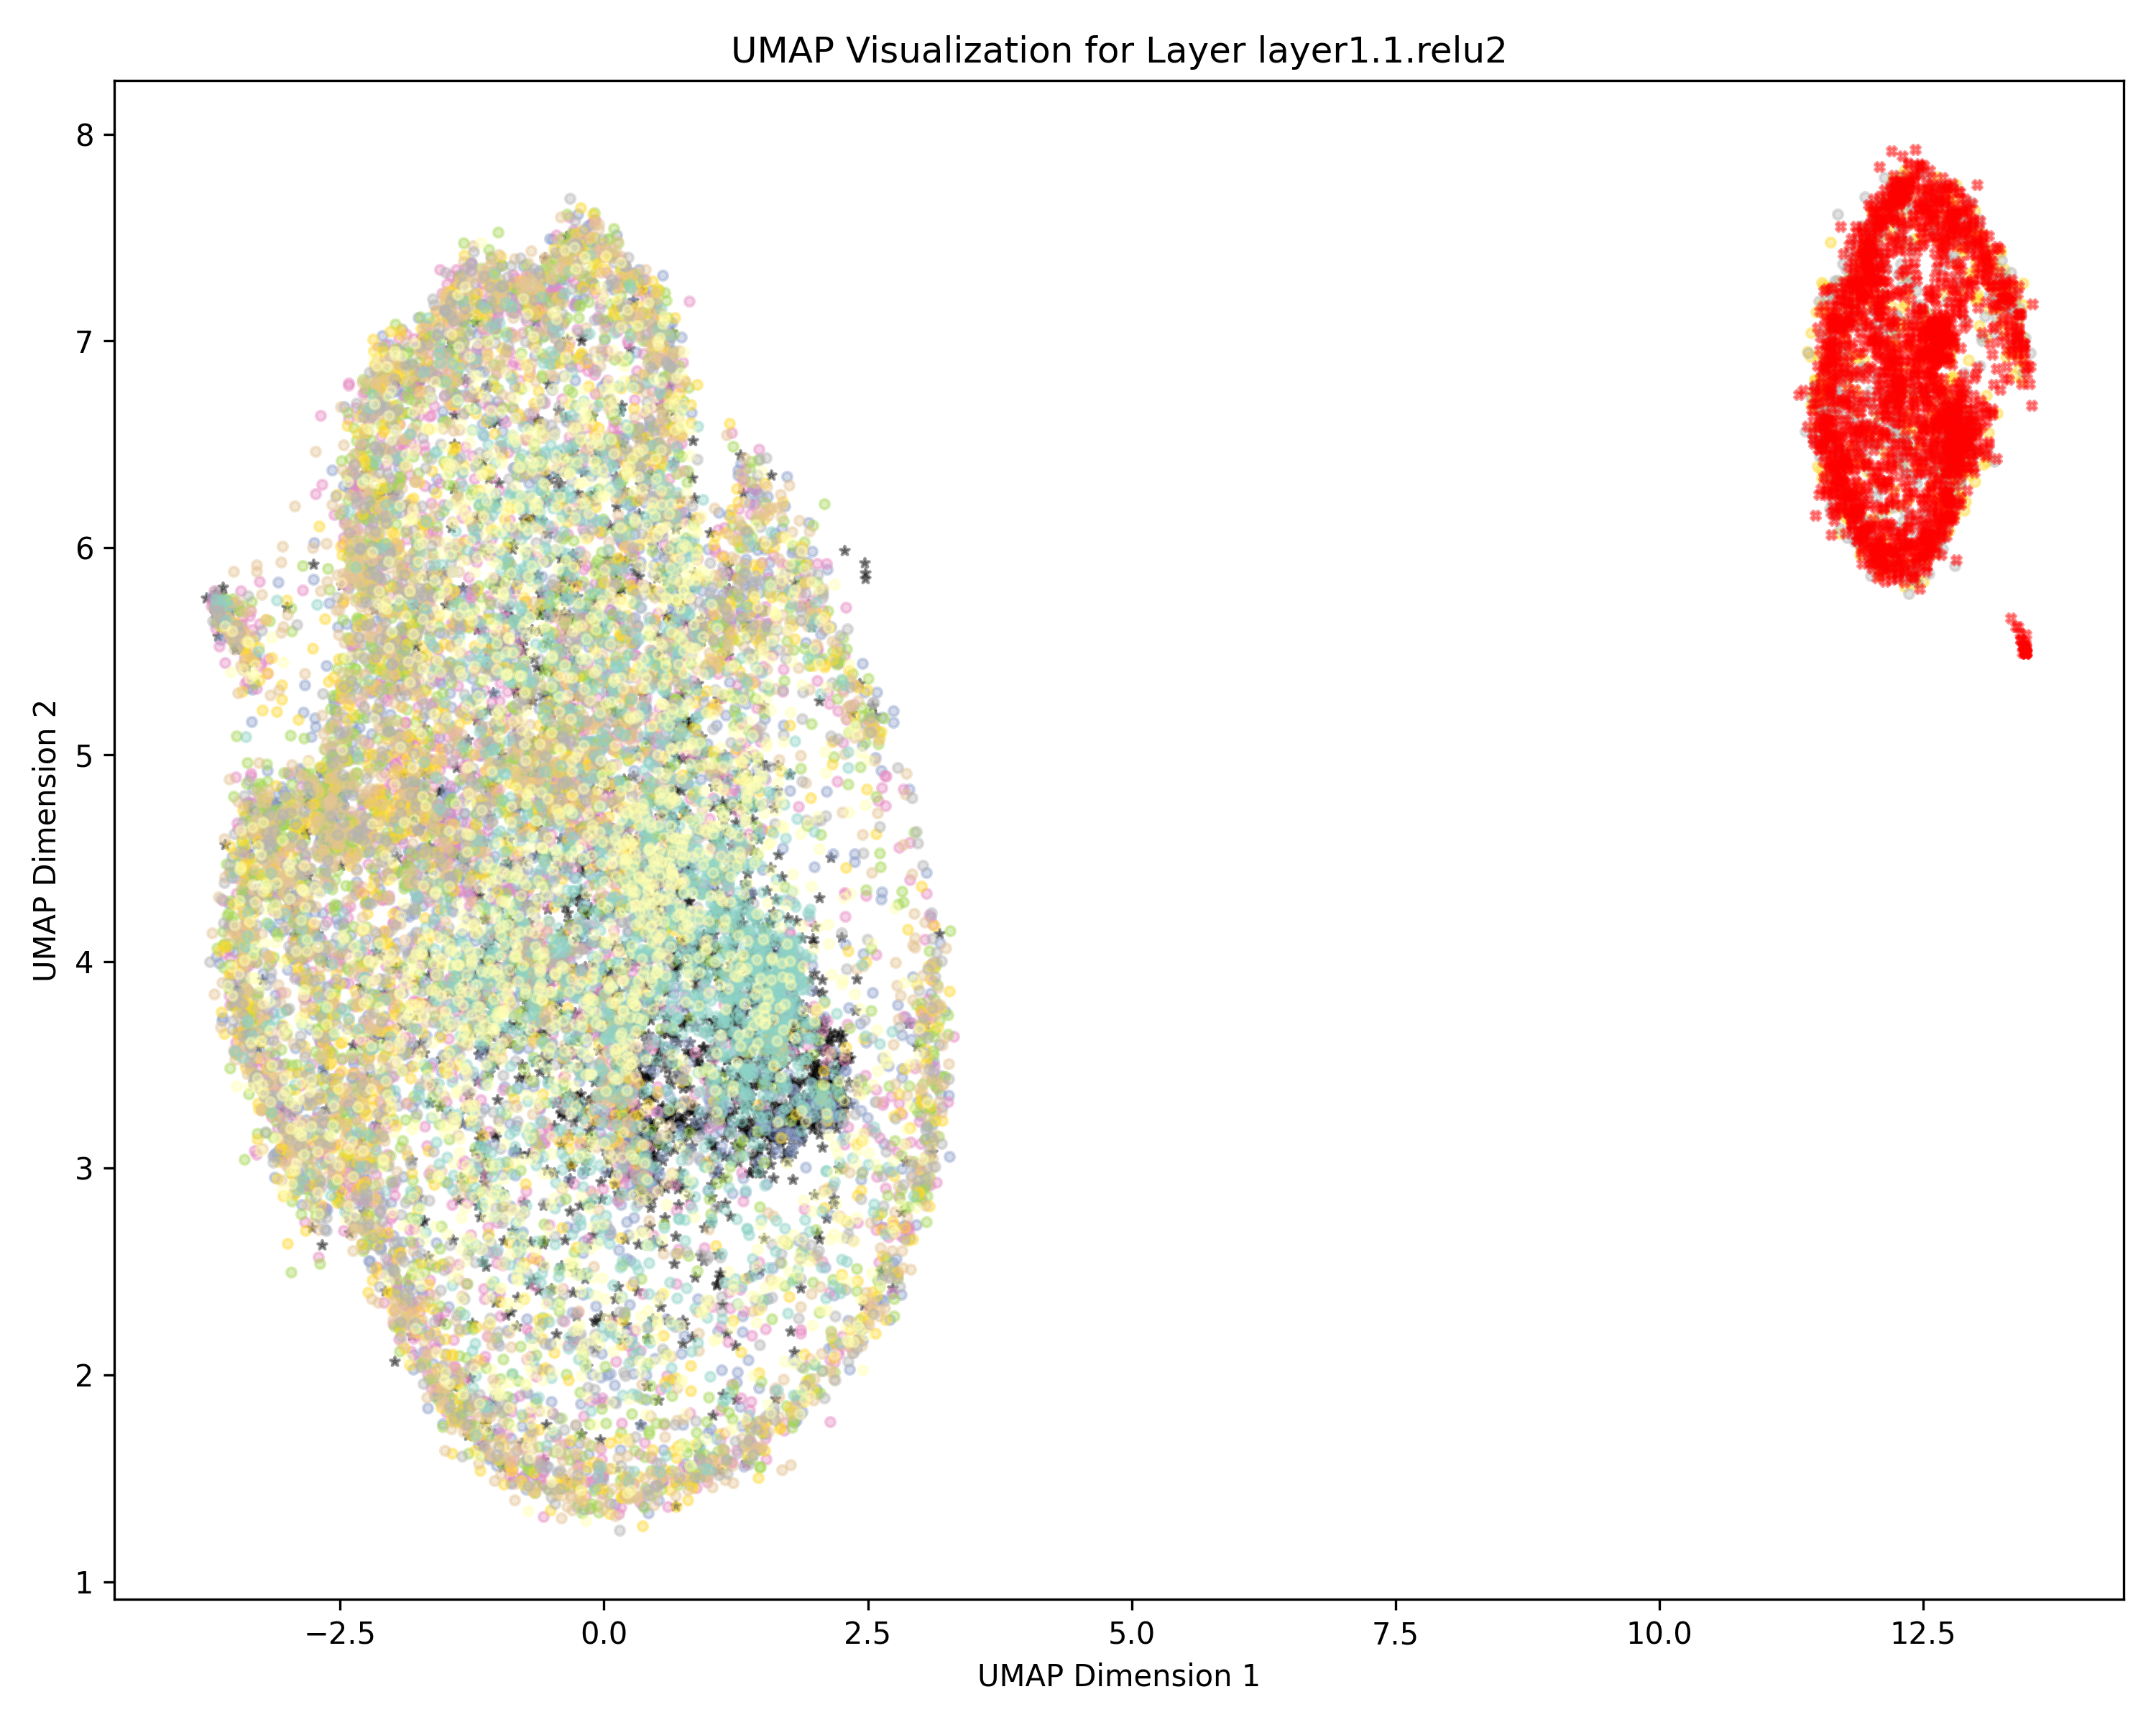 UMAP Visualization for Layer layer1.1.relu2
8
7
6
5
4
3
2
1
UMAP Dimension 2
−2.5 0.0 2.5 5.0 7.5 10.0 12.5
UMAP Dimension 1